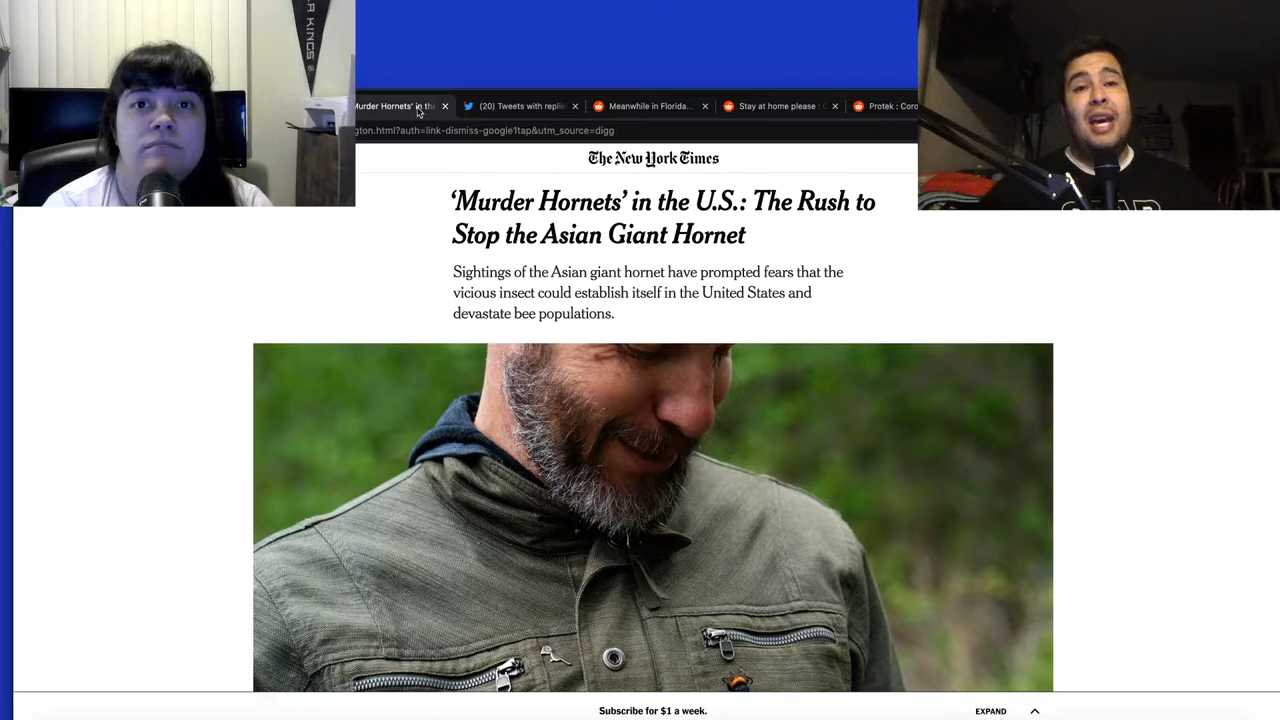 AR KINGS
Murder Hornets' in the
(20) Tweets with replie
Meanwhile in Florida...
Stay at home please : C
Protek : Coro
gton.html?auth=link-dismiss-google1tap&utm_source=digg
The New York Times
‘Murder Hornets’ in the U.S.: The Rush to
Stop the Asian Giant Hornet
Sightings of the Asian giant hornet have prompted fears that the
vicious insect could establish itself in the United States and
devastate bee populations.
Subscribe for $1 a week.
EXPAND